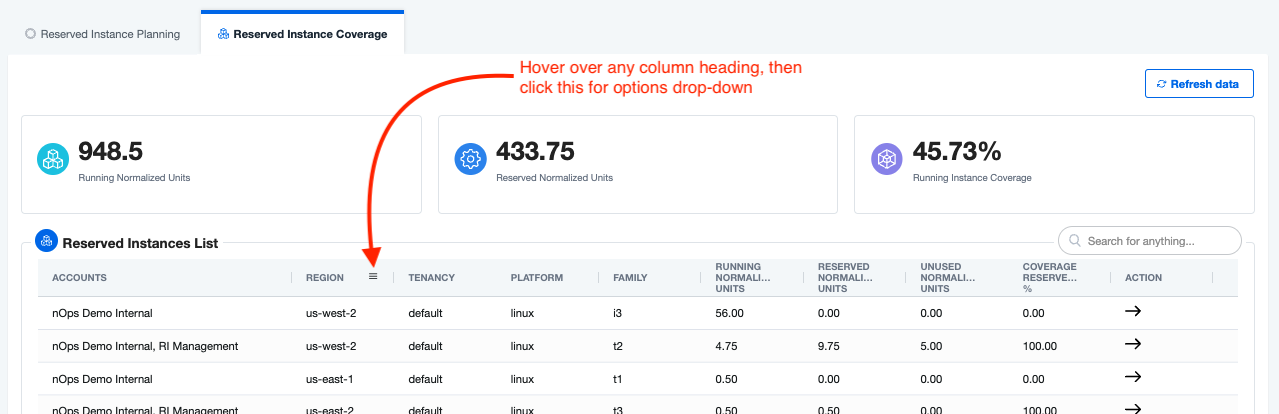 Reserved Instance Planning
Reserved Instance Coverage
Hover over any column heading, then
click this for options drop-down
Refresh data
948.5
Running Normalized Units
433.75
Reserved Normalized Units
45.73%
Running Instance Coverage
Reserved Instances List
Search for anything...
ACCOUNTS REGION TENANCY PLATFORM FAMILY RUNNING NORMALI... UNITS RESERVED NORMALI... UNITS UNUSED NORMALI... UNITS COVERAGE RESERVE... % ACTION
nOps Demo Internal us-west-2 default linux i3 56.00 0.00 0.00 0.00
nOps Demo Internal, RI Management us-west-2 default linux t2 4.75 9.75 5.00 100.00
nOps Demo Internal us-east-1 default linux t1 0.50 0.00 0.00 0.00
nOps Demo Internal, RI Management us-east-2 default linux t3 0.50 0.50 0.00 100.00